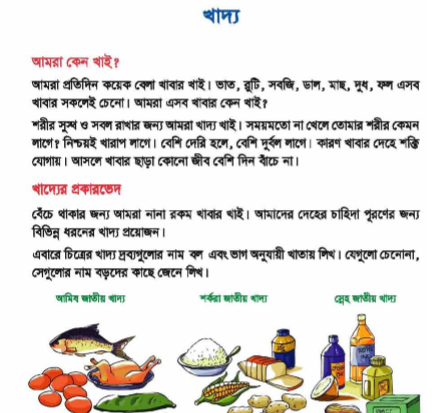 খাদ্য
আমরা কেন খাই?
আমরা প্রতিদিন কয়েক বেলা খাবার খাই। ভাত, রুটি, সবজি, ডাল, মাছ, দুধ, ফল এসব
খাবার সকলেই চেনো। আমরা এসব খাবার কেন খাই?
শরীর সুস্থ ও সবল রাখার জন্য আমরা খাদ্য খাই। সময়মতো না খেলে তোমার শরীর কেমন
লাগে? নিশ্চয়ই খারাপ লাগে। বেশি দেরি হলে, বেশি দুর্বল লাগে। কারণ খাবার দেহে শক্তি
যোগায়। আসলে খাবার ছাড়া কোনো জীব বেশি দিন বাঁচে না।
খাদ্যের প্রকারভেদ
বেঁচে থাকার জন্য আমরা নানা রকম খাবার খাই। আমাদের দেহের চাহিদা পূরণের জন্য
বিভিন্ন ধরনের খাদ্য প্রয়োজন।
এবারে চিত্রের খাদ্য দ্রব্যগুলোর নাম বল এবং ভাগ অনুযায়ী খাতায় লিখ। যেগুলো চেনোনা,
সেগুলোর নাম বড়দের কাছে জেনে লিখ।
আমিষ জাতীয় খাদ্য শর্করা জাতীয় খাদ্য স্নেহ জাতীয় খাদ্য